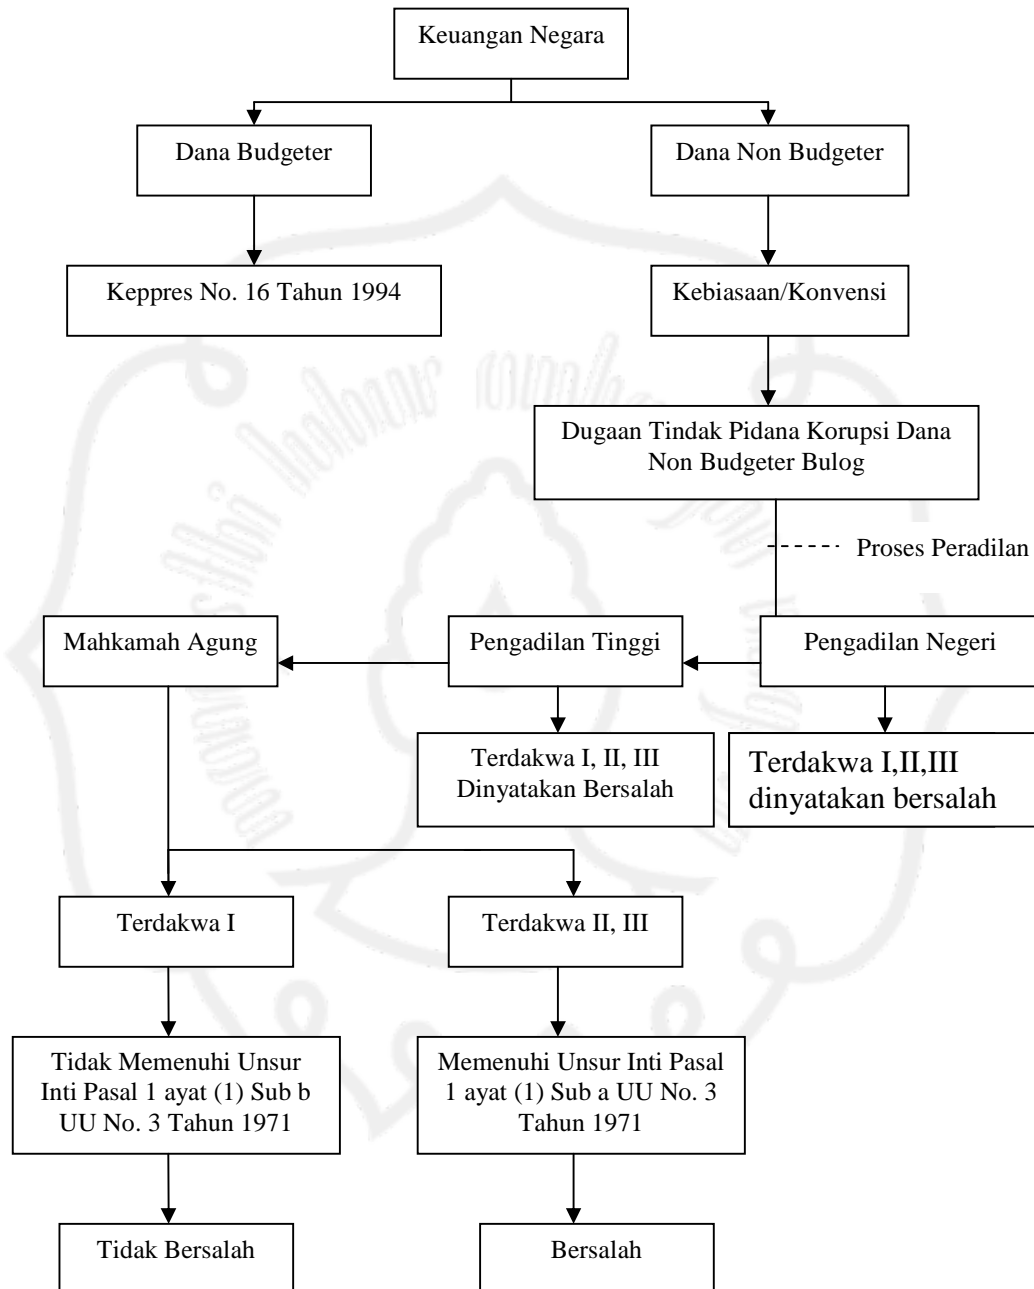 Keuangan Negara
Dana Budgeter
Dana Non Budgeter
Keppres No. 16 Tahun 1994
Kebiasaan/Konvensi
Dugaan Tindak Pidana Korupsi Dana
Non Budgeter Bulog
Proses Peradilan
Mahkamah Agung
Pengadilan Tinggi
Pengadilan Negeri
Terdakwa I, II, III
Dinyatakan Bersalah
Terdakwa I,II,III
dinyatakan bersalah
Terdakwa I
Terdakwa II, III
Tidak Memenuhi Unsur
Inti Pasal 1 ayat (1) Sub b
UU No. 3 Tahun 1971
Memenuhi Unsur Inti Pasal
1 ayat (1) Sub a UU No. 3
Tahun 1971
Tidak Bersalah
Bersalah